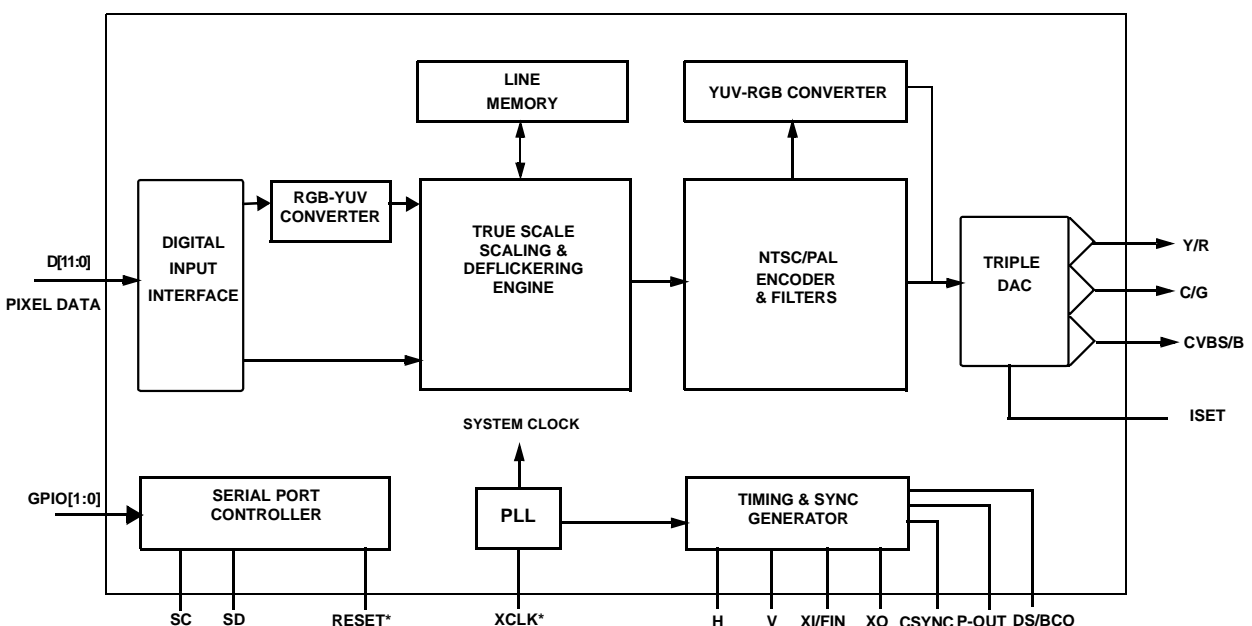 LINE
MEMORY
YUV-RGB CONVERTER
RGB-YUV
CONVERTER
TRUE SCALE
SCALING &
DEFLICKERING
ENGINE
NTSC/PAL
ENCODER
& FILTERS
DIGITAL
INPUT
INTERFACE
D[11:0]
PIXEL DATA
TRIPLE
DAC
Y/R
C/G
CVBS/B
ISET
SYSTEM CLOCK
GPIO[1:0]
SERIAL PORT
CONTROLLER
PLL
TIMING & SYNC
GENERATOR
SC SD RESET* XCLK* H V XI/FIN XO CSYNC P-OUT DS/BCO